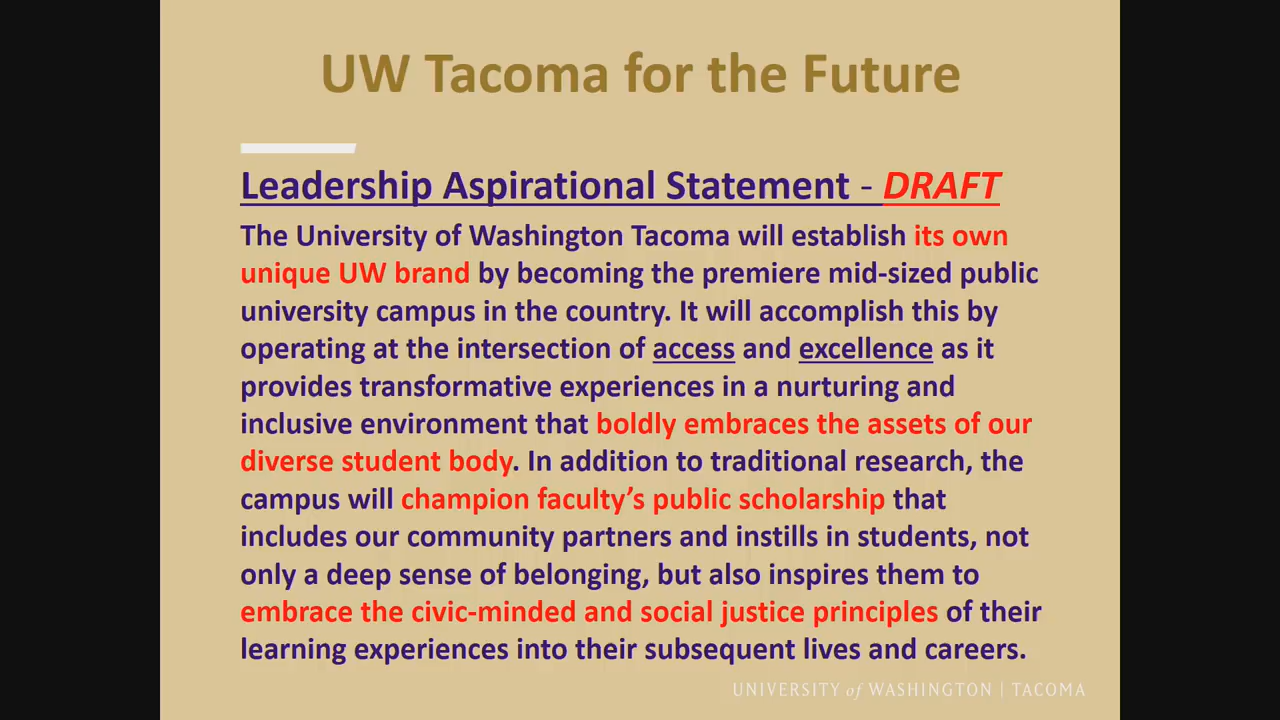 UW Tacoma for the Future
Leadership Aspirational Statement - DRAFT
The University of Washington Tacoma will establish its own
unique UW brand by becoming the premiere mid-sized public
university campus in the country. It will accomplish this by
operating at the intersection of access and excellence as it
provides transformative experiences in a nurturing and
inclusive environment that boldly embraces the assets of our
diverse student body. In addition to traditional research, the
campus will champion faculty’s public scholarship that
includes our community partners and instills in students, not
only a deep sense of belonging, but also inspires them to
embrace the civic-minded and social justice principles of their
learning experiences into their subsequent lives and careers.
UNIVERSITY of WASHINGTON | TACOMA